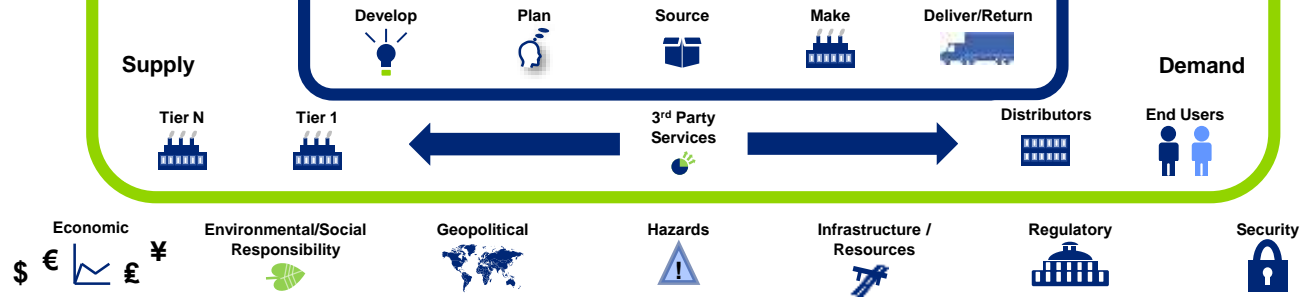 Develop
Plan
Source
Make
Deliver/Return
Supply
Demand
Tier N
Tier 1
3rd Party
Services
Distributors
End Users
Economic
$ € £ ¥
Environmental/Social
Responsibility
Geopolitical
Hazards
!
Infrastructure /
Resources
Regulatory
Security